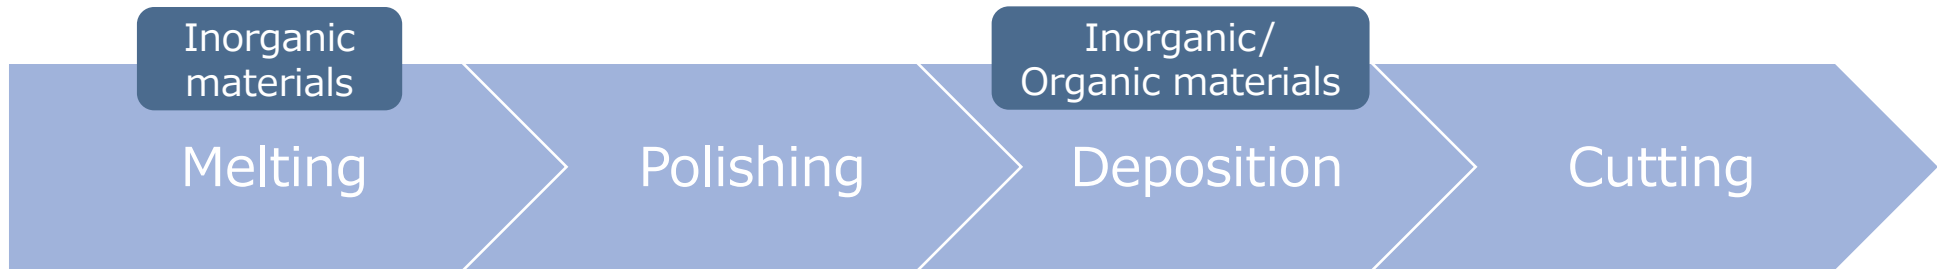 Inorganic
materials
Inorganic/
Organic materials
Melting
Polishing
Deposition
Cutting